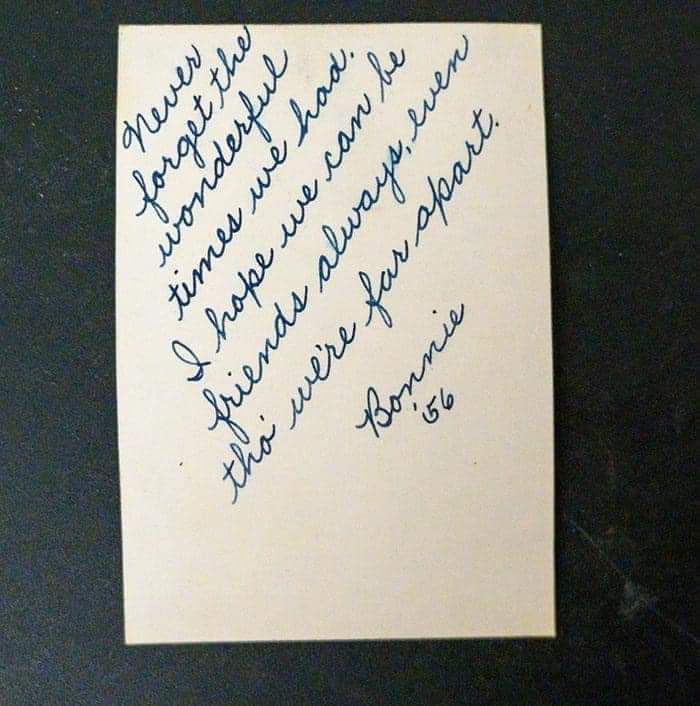 Never
forget the
wonderful
times we had.
I hope we can be
friends always, even
tho' we're far apart.
Bonnie
'56